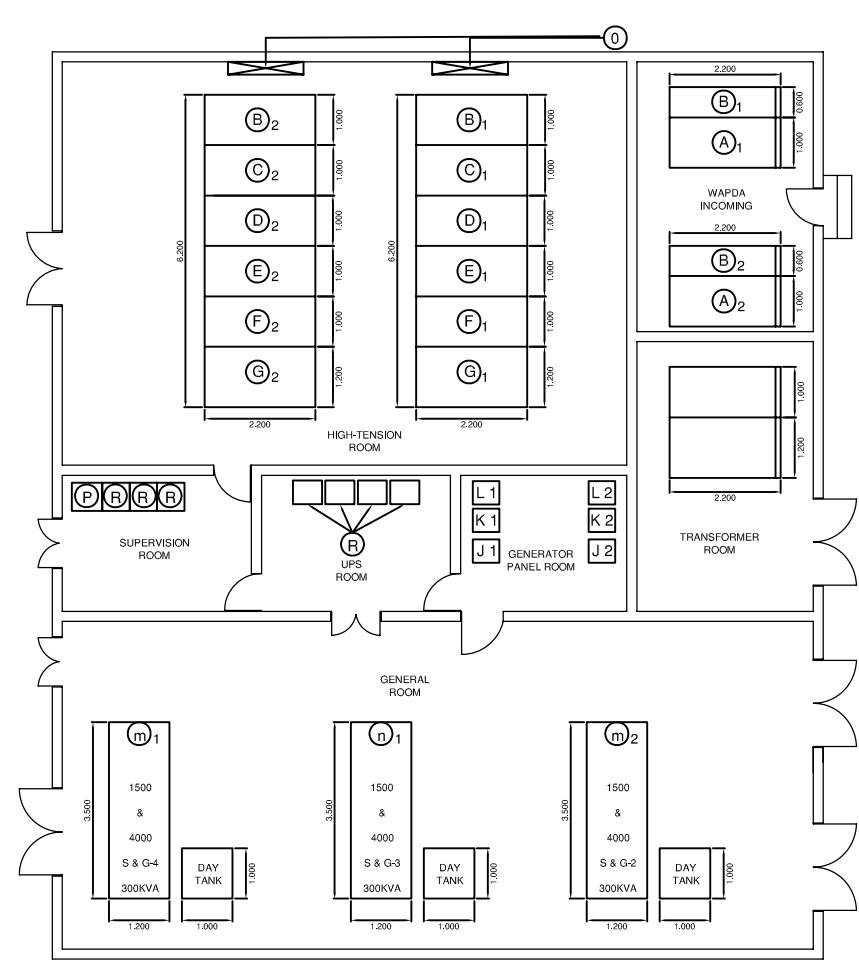 0
2.200
B2
1.000
C2
1.000
D2
1.000
6.200
E2
1.000
F2
1.000
G2
1.200
2.200
B1
1.000
C1
1.000
D1
1.000
6.200
E1
1.000
F1
1.000
G1
1.200
2.200
HIGH-TENSION
ROOM
B1
0.600
A1
1.000
WAPDA
INCOMING
2.200
B2
0.600
A2
1.000
1.000
1.200
2.200
TRANSFORMER
ROOM
P R R R
SUPERVISION
ROOM
R
UPS
ROOM
L 1
L 2
K 1
K 2
J 1
J 2
GENERATOR
PANEL ROOM
GENERAL
ROOM
m1
3.500
1500
&
4000
S & G-4
300KVA
1.200
DAY
TANK
1.000
1.000
n1
3.500
1500
&
4000
S & G-3
300KVA
1.200
DAY
TANK
1.000
1.000
m2
3.500
1500
&
4000
S & G-2
300KVA
1.200
DAY
TANK
1.000
1.000